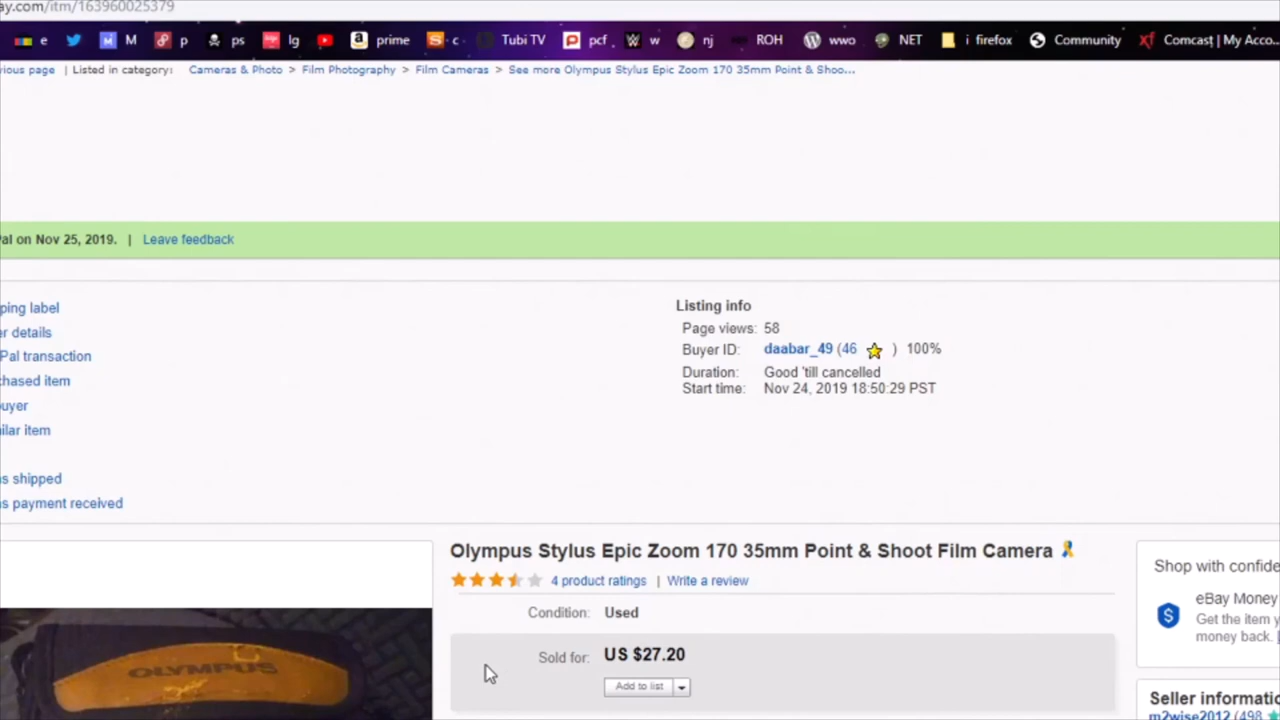 ay.com/itm/163960025379
e M p ps lg prime c Tubi TV pcf w nj ROH wwo NET i firefox Community Comcast | My Acco...
ious page | Listed in category: Cameras & Photo > Film Photography > Film Cameras > See more Olympus Stylus Epic Zoom 170 35mm Point & Shoo...
Pal on Nov 25, 2019. | Leave feedback
ping label
Listing info
Page views: 58
er details
Buyer ID: daabar_49 (46 ) 100%
Pal transaction
Duration: Good 'till cancelled
chased item
Start time: Nov 24, 2019 18:50:29 PST
buyer
ilar item
s shipped
s payment received
Olympus Stylus Epic Zoom 170 35mm Point & Shoot Film Camera
4 product ratings | Write a review
Condition: Used
Sold for: US $27.20
Add to list
OLYMPUS
Shop with confide
eBay Money
Get the item y
money back.
Seller informatic
m2wise2012 (498